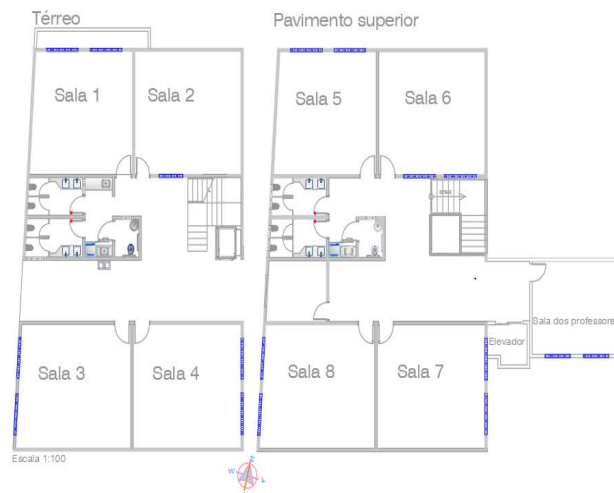 Térreo
Pavimento superior
Sala 1
Sala 2
Sala 5
Sala 6
Sala dos professore
Elevador
Sala 3
Sala 4
Sala 8
Sala 7
Escala 1:100
N
W
L